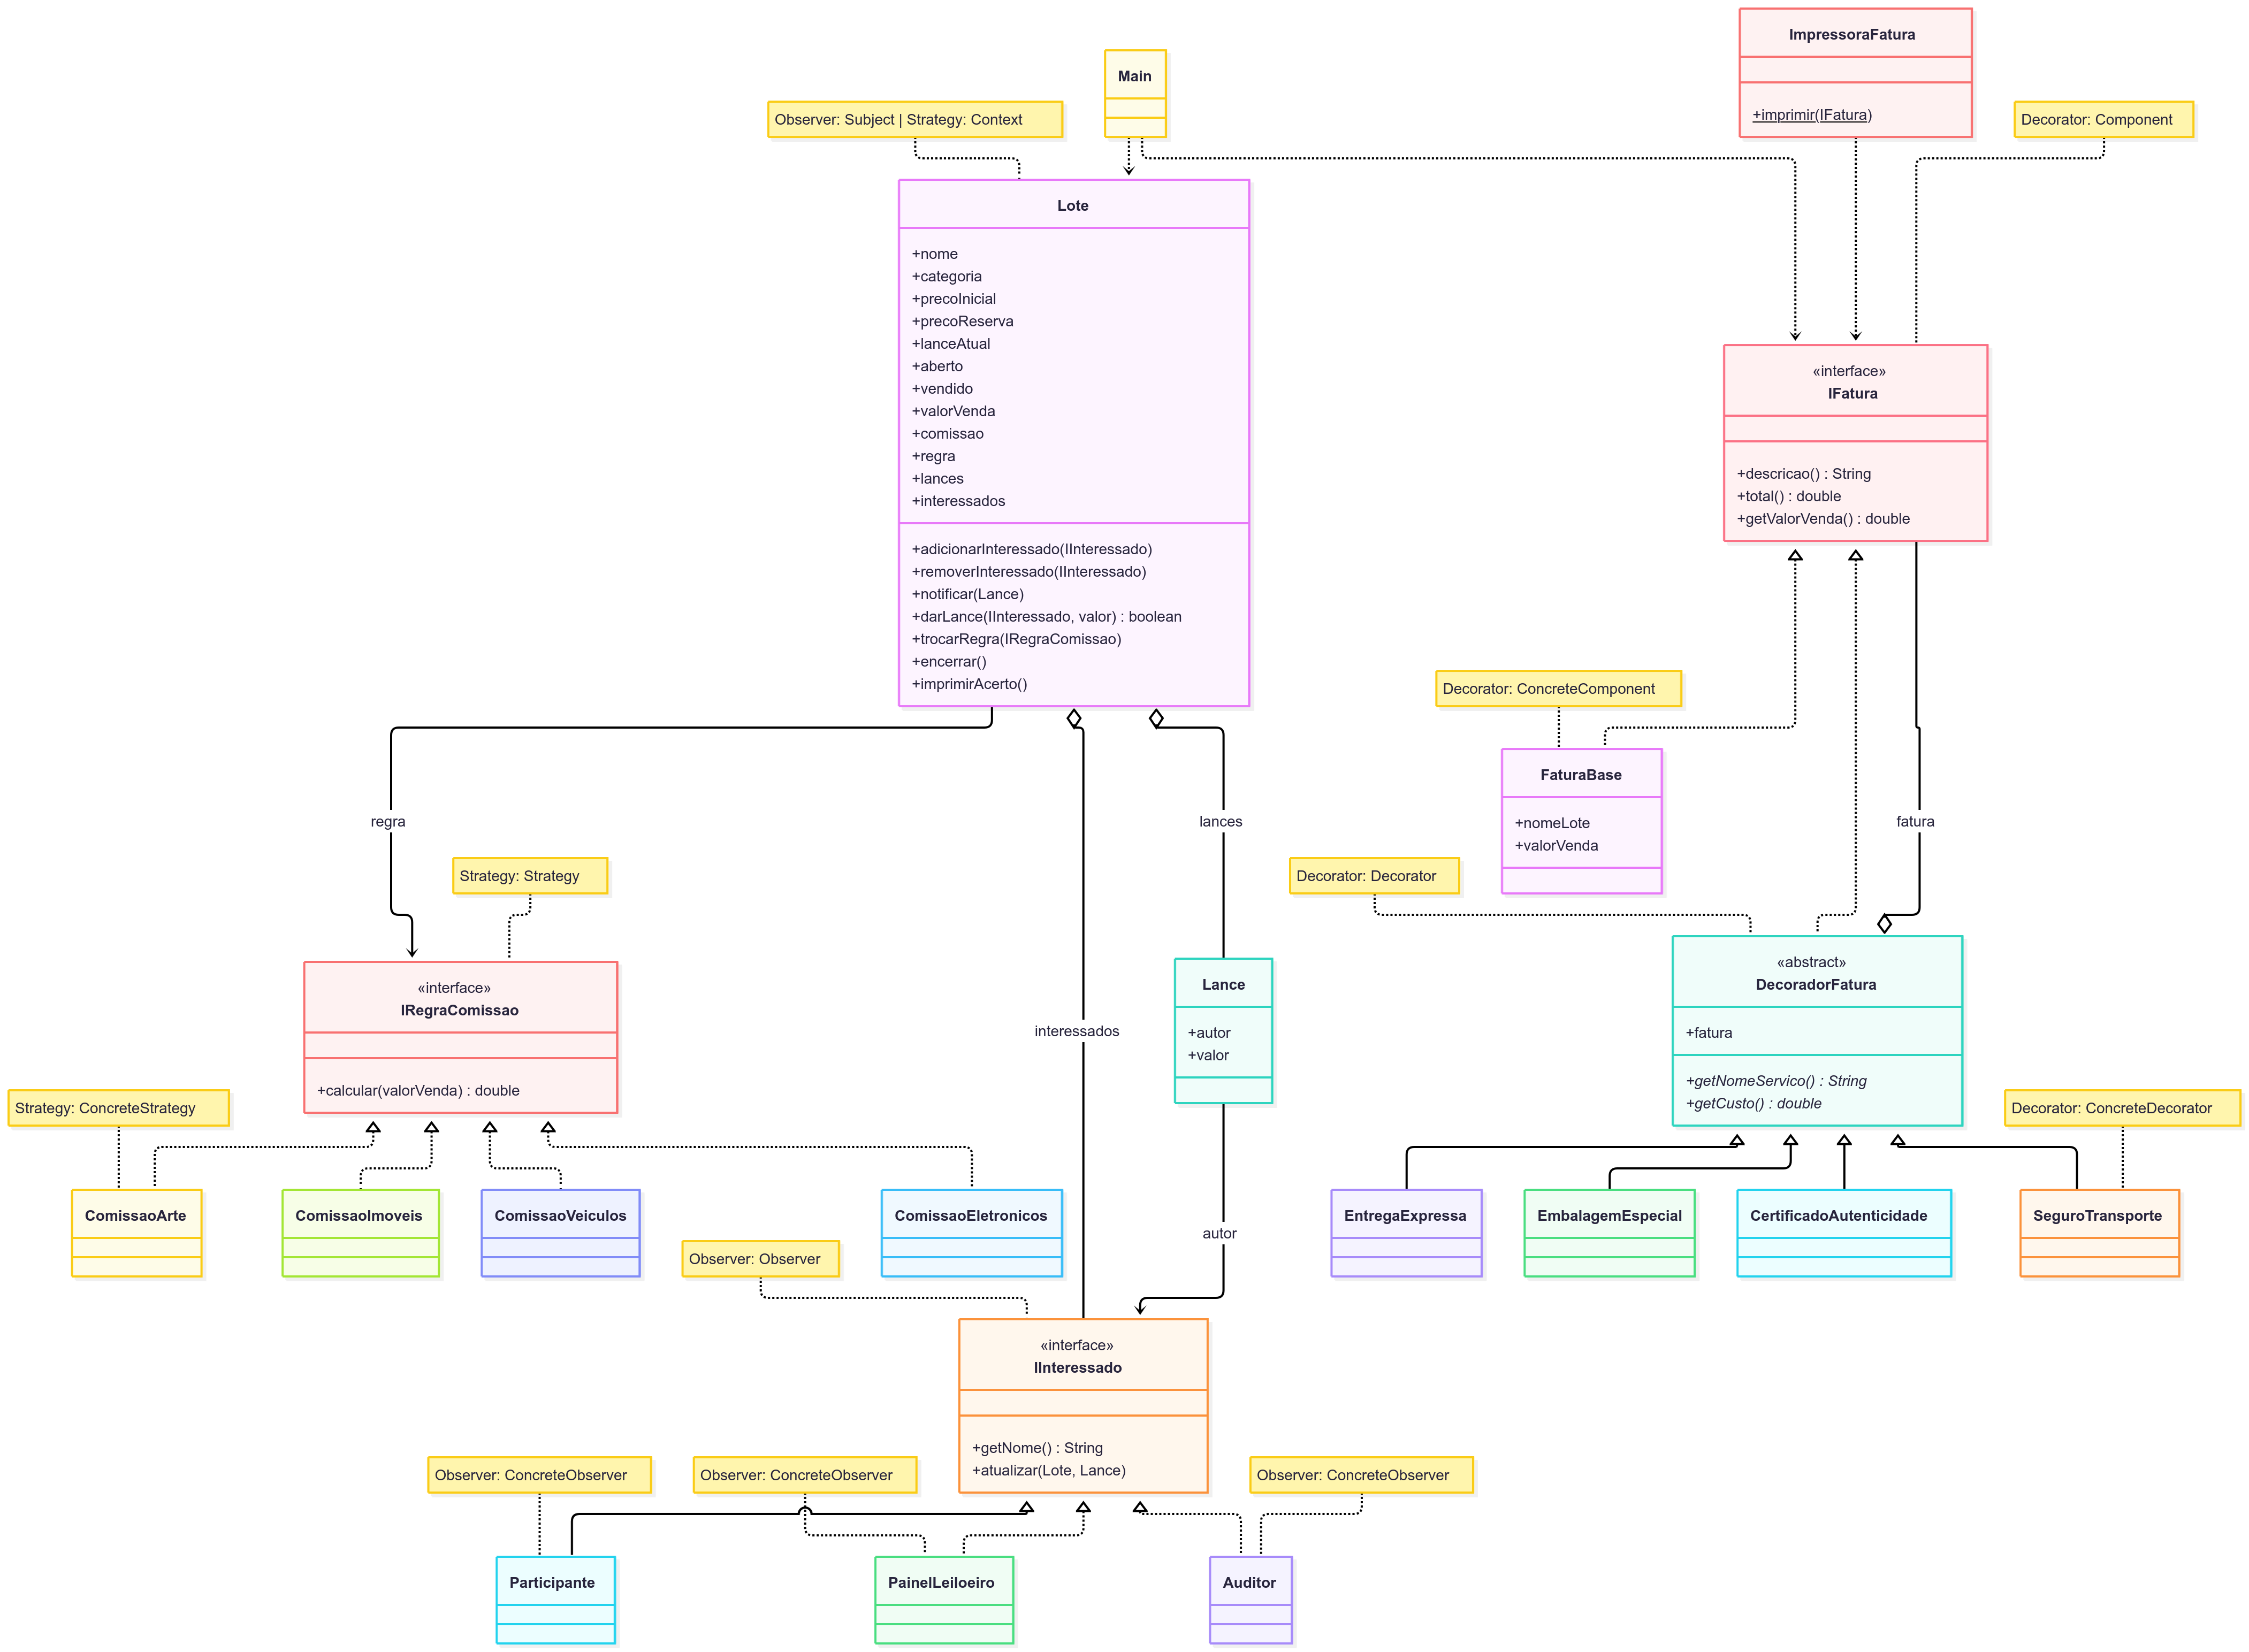 ImpressoraFatura
+imprimir(IFatura)
Main
Observer: Subject | Strategy: Context
Decorator: Component
Lote
+nome
+categoria
+precoInicial
+precoReserva
+lanceAtual
+aberto
+vendido
+valorVenda
+comissao
+regra
+lances
+interessados
+adicionarInteressado(IInteressado)
+removerInteressado(IInteressado)
+notificar(Lance)
+darLance(IInteressado, valor) : boolean
+trocarRegra(IRegraComissao)
+encerrar()
+imprimirAcerto()
«interface»
IFatura
+descricao() : String
+total() : double
+getValorVenda() : double
Decorator: ConcreteComponent
FaturaBase
+nomeLote
+valorVenda
regra
lances
fatura
Strategy: Strategy
Decorator: Decorator
«interface»
IRegraComissao
+calcular(valorVenda) : double
interessados
Lance
+autor
+valor
«abstract»
DecoradorFatura
+fatura
+getNomeServico() : String
+getCusto() : double
Strategy: ConcreteStrategy
Decorator: ConcreteDecorator
ComissaoArte
ComissaoImoveis
ComissaoVeiculos
ComissaoEletronicos
EntregaExpressa
EmbalagemEspecial
CertificadoAutenticidade
SeguroTransporte
autor
Observer: Observer
«interface»
IInteressado
+getNome() : String
+atualizar(Lote, Lance)
Observer: ConcreteObserver
Observer: ConcreteObserver
Observer: ConcreteObserver
Participante
PainelLeiloeiro
Auditor